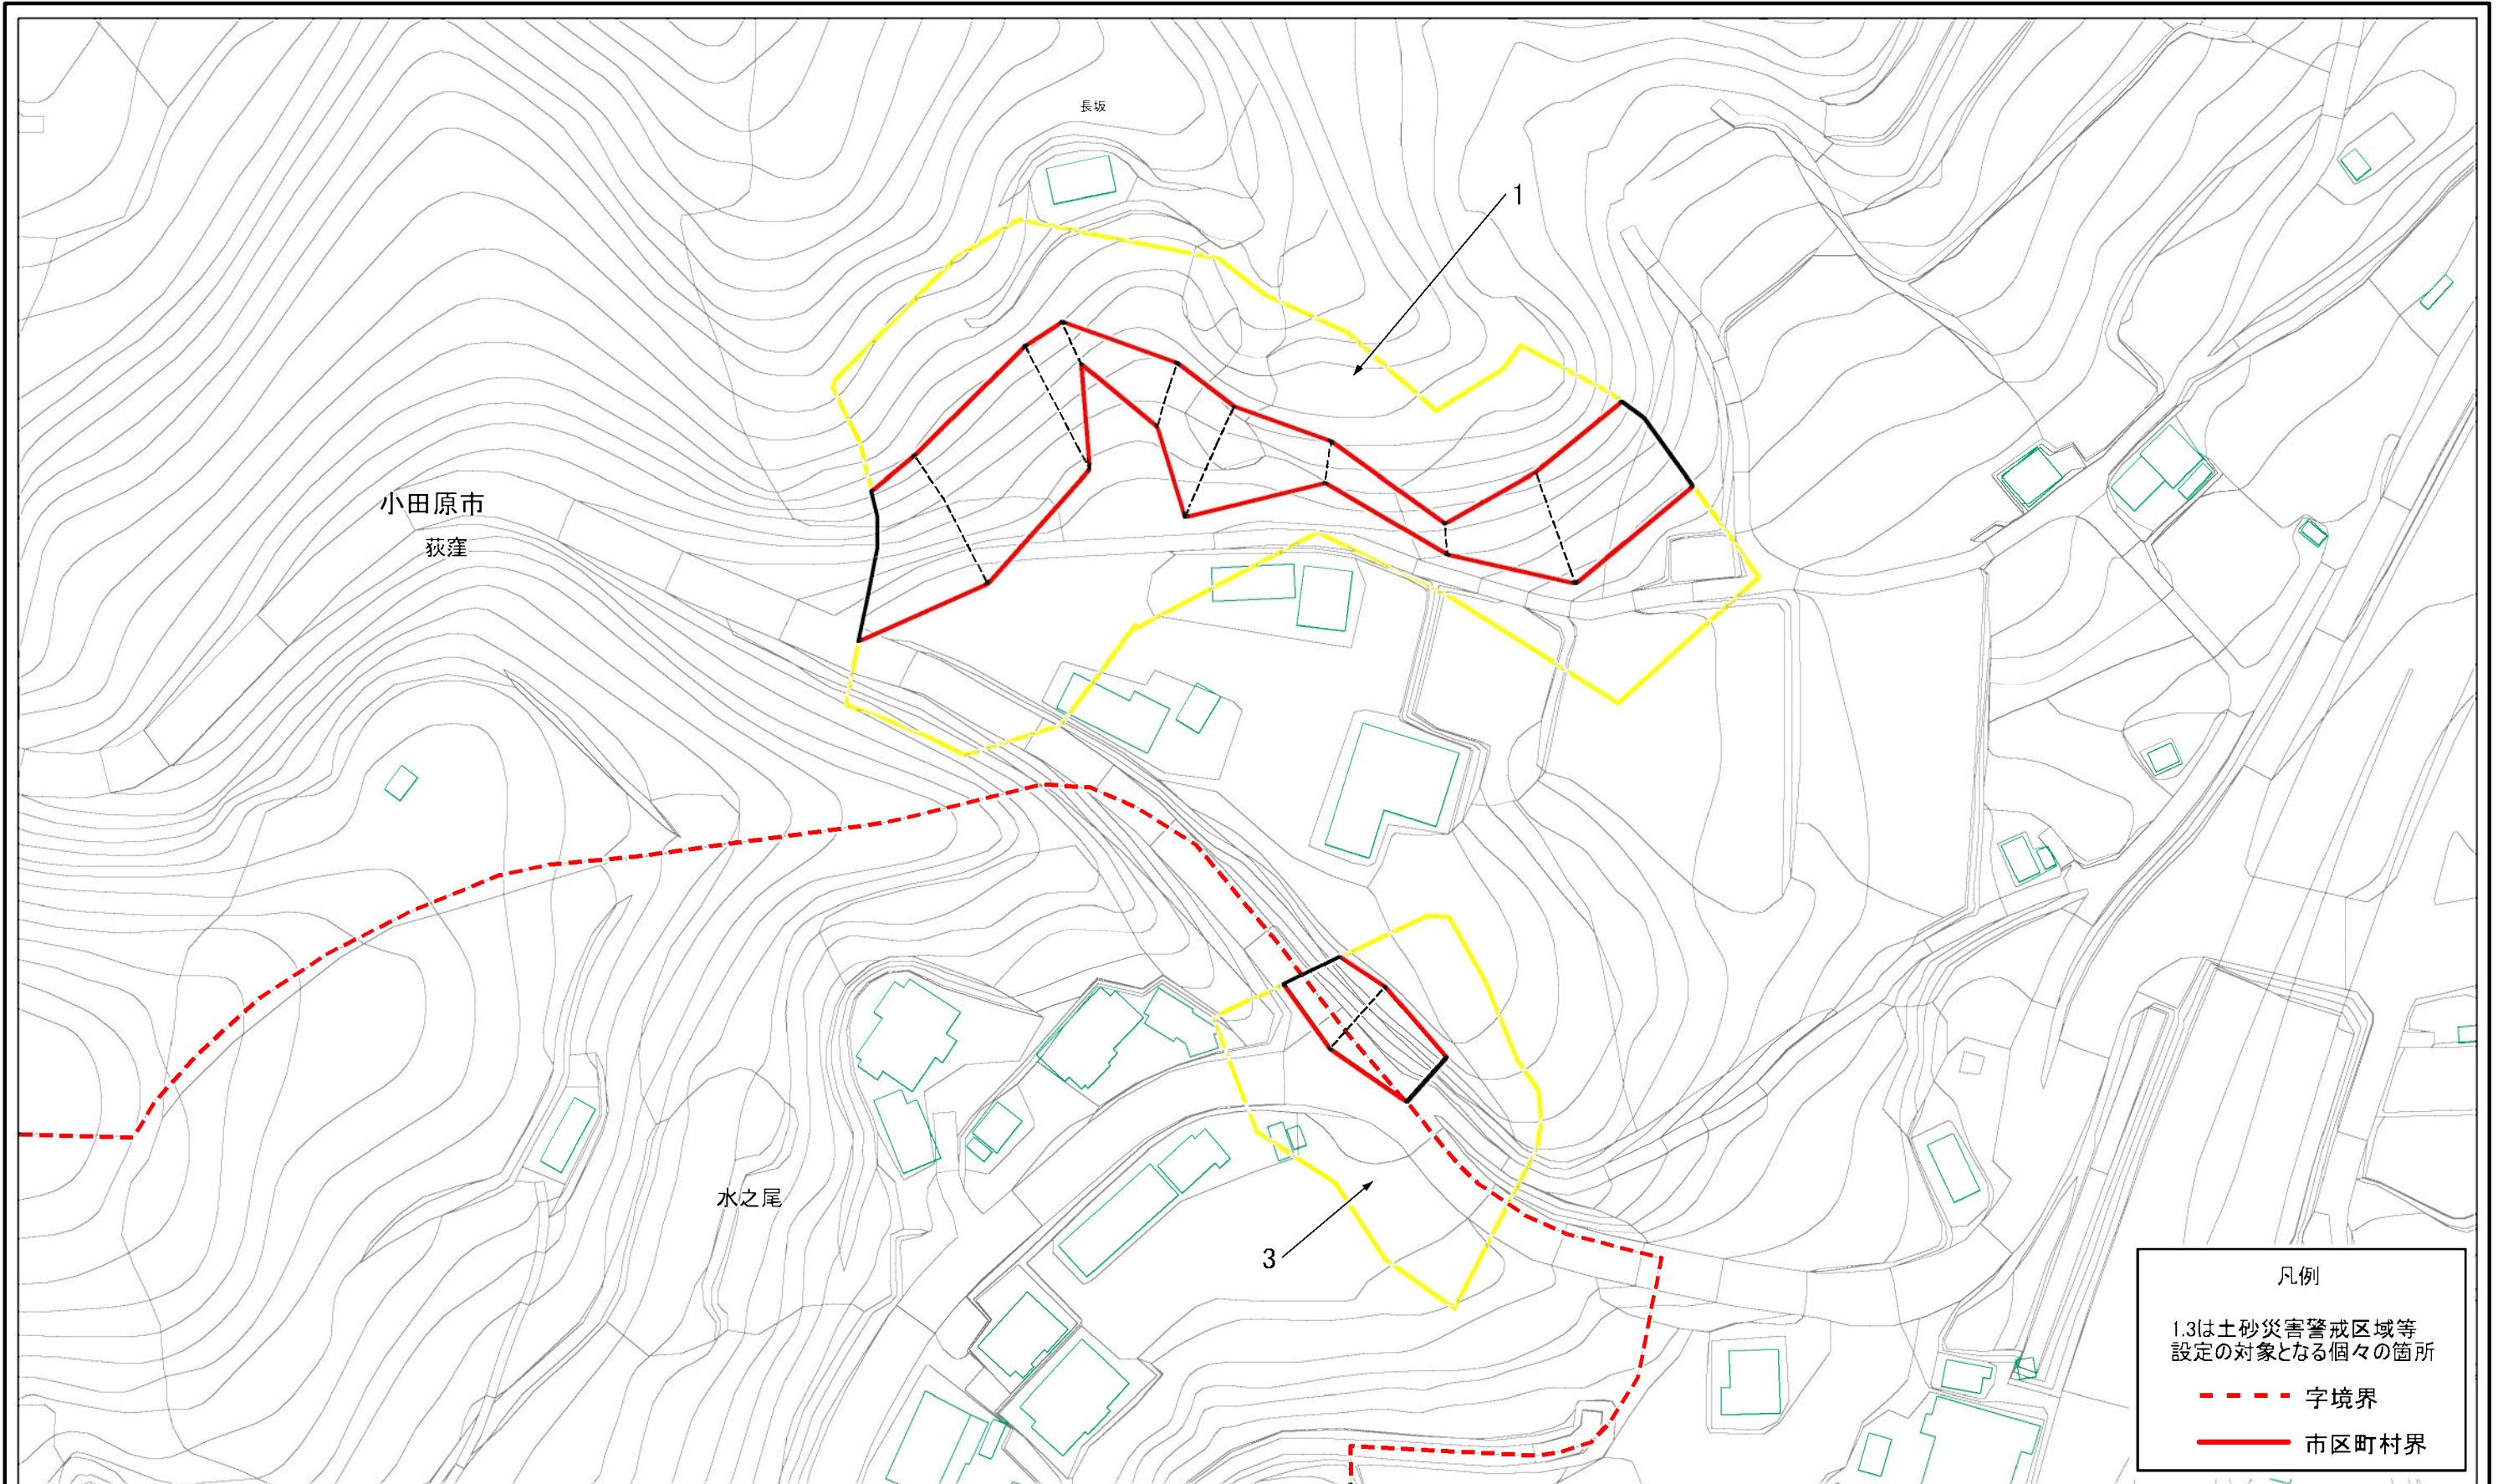 長坂
1
小田原市
荻窪
水之尾
3
凡例
1.3は土砂災害警戒区域等
設定の対象となる個々の箇所
字境界
市区町村界